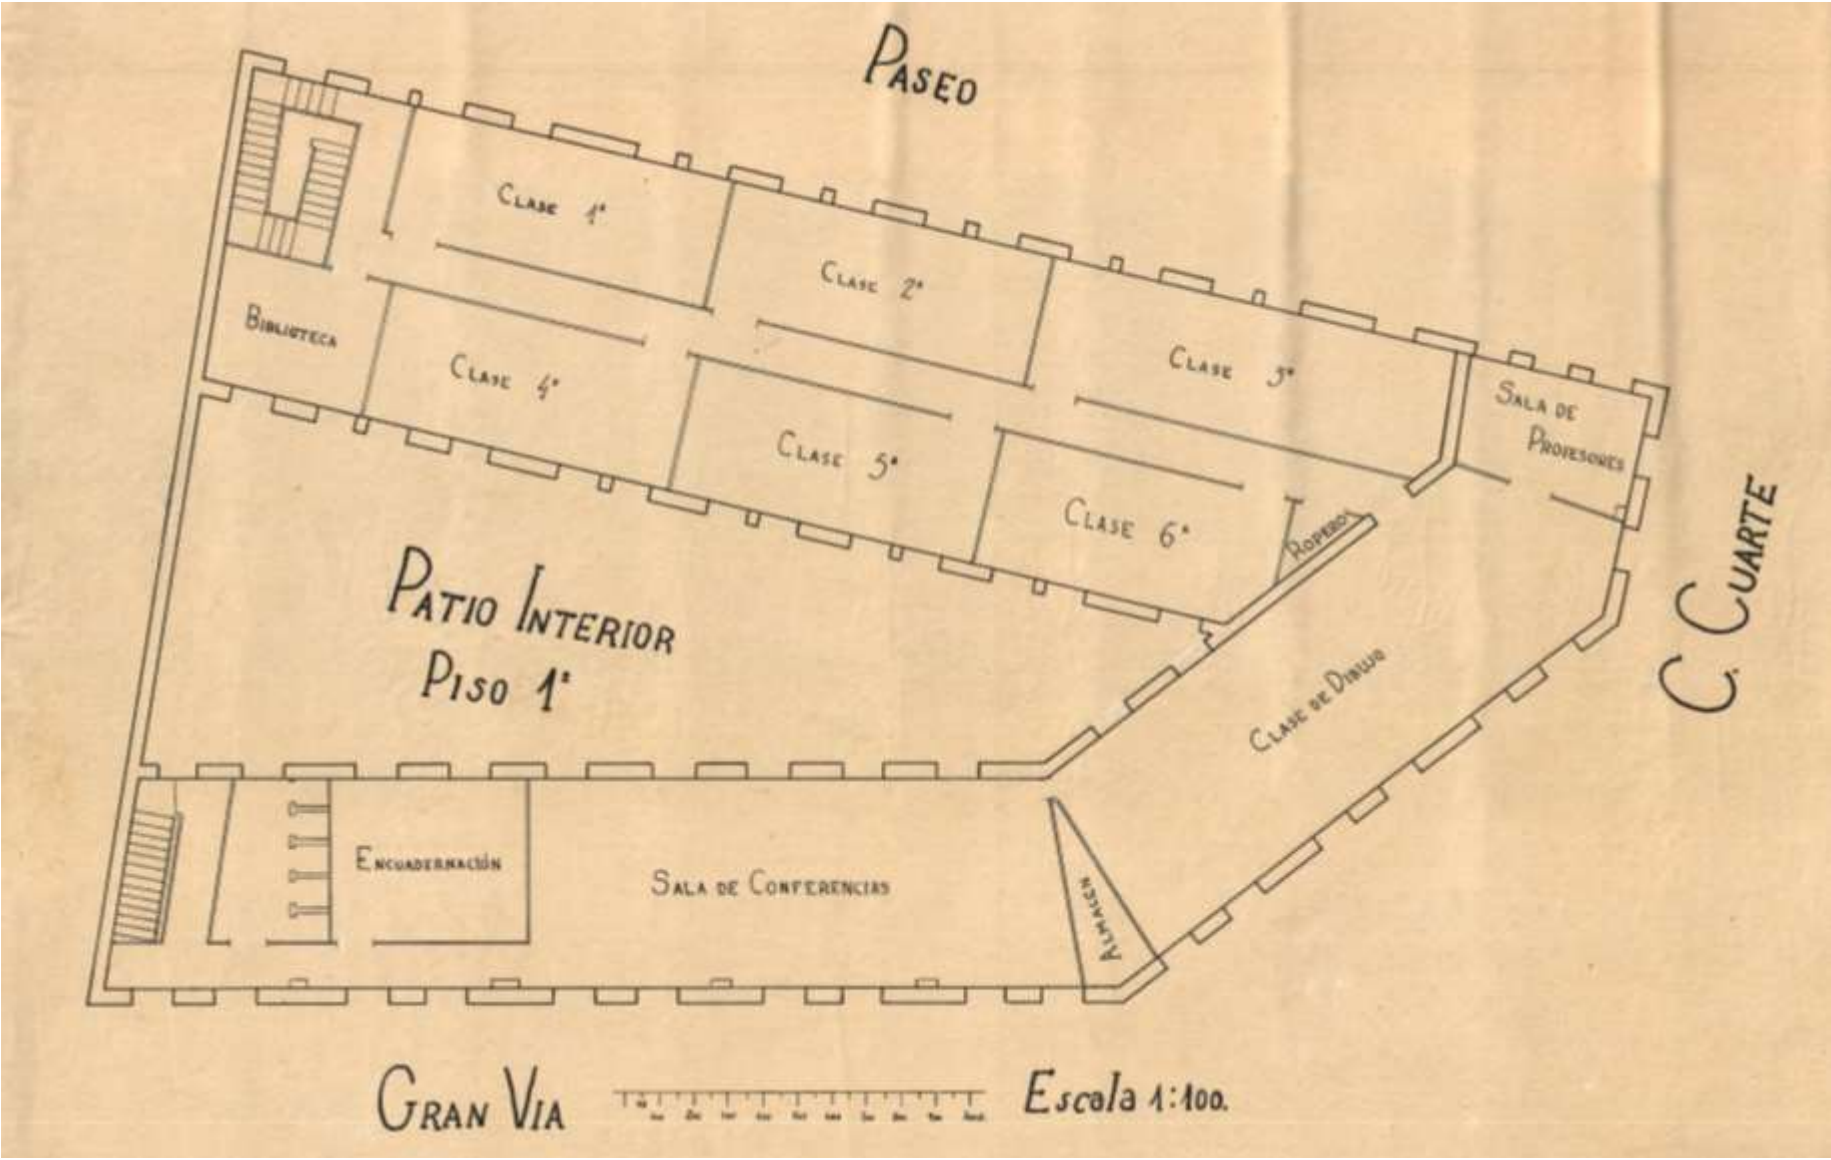 PASEO
CLASE 1ª
CLASE 2ª
CLASE 3ª
SALA DE
PROFESORES
BIBLIOTECA
CLASE 4ª
CLASE 5ª
CLASE 6ª
ROPERO
C. CUARTE
PATIO INTERIOR
PISO 1º
CLASE DE DIBUJO
ENCUADERNACIÓN
SALA DE CONFERENCIAS
ALMACÉN
GRAN VIA
Escala 1:100.